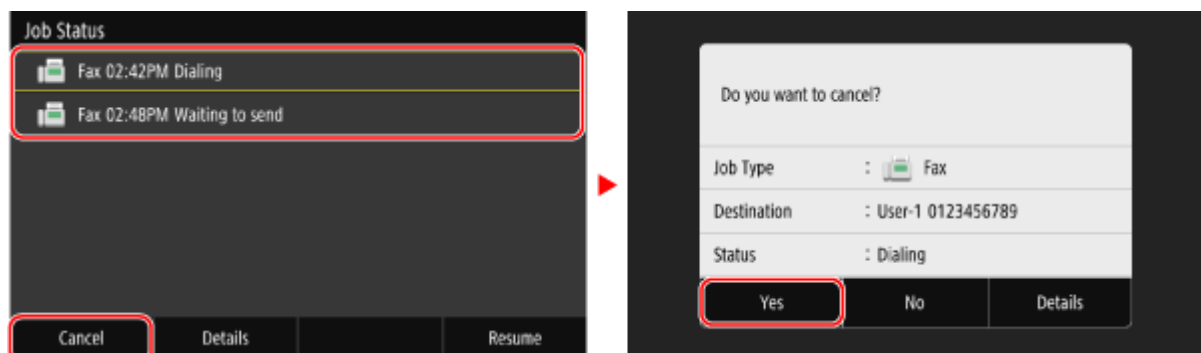 Job Status
Fax 02:42PM Dialing
Fax 02:48PM Waiting to send
Cancel Details Resume
Do you want to cancel?
Job Type : Fax
Destination : User-1 0123456789
Status : Dialing
Yes No Details